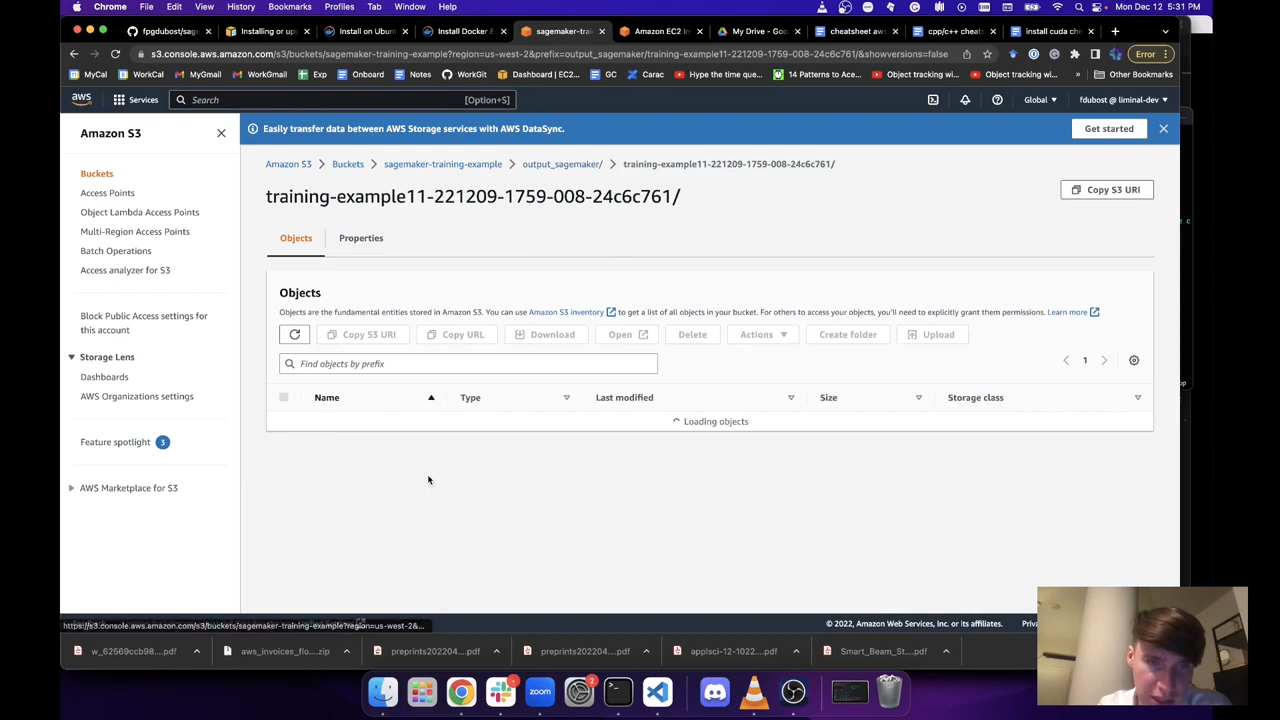 Chrome File Edit View History Bookmarks Profiles Tab Window Help Mon Dec 12 5:31 PM
fpgdubost/sage Installing or up Install on Ubun Install Docker E sagemaker-trai Amazon EC2 In My Drive - Goo cheatsheet aws cpp/c++ cheats install cuda che
s3.console.aws.amazon.com/s3/buckets/sagemaker-training-example?region=us-west-2&prefix=output_sagemaker/training-example11-221209-1759-008-24c6c761/&showversions=false Error
MyCal WorkCal MyGmail WorkGmail Exp Onboard Notes WorkGit Dashboard | EC2... GC Carac Hype the time que... 14 Patterns to Ace... Object tracking wi... Object tracking wi... » Other Bookmarks
aws Services Search [Option+S] Global fdubost @ liminal-dev
Amazon S3
Easily transfer data between AWS Storage services with AWS DataSync. Get started
Buckets
Access Points
Object Lambda Access Points
Multi-Region Access Points
Batch Operations
Access analyzer for S3
Block Public Access settings for
this account
Storage Lens
Dashboards
AWS Organizations settings
Feature spotlight 3
AWS Marketplace for S3
Amazon S3 Buckets sagemaker-training-example output_sagemaker/ training-example11-221209-1759-008-24c6c761/
training-example11-221209-1759-008-24c6c761/ Copy S3 URI
Objects Properties
Objects
Objects are the fundamental entities stored in Amazon S3. You can use Amazon S3 inventory to get a list of all objects in your bucket. For others to access your objects, you'll need to explicitly grant them permissions. Learn more
Copy S3 URI Copy URL Download Open Delete Actions Create folder Upload
Find objects by prefix 1
Name Type Last modified Size Storage class
Loading objects
https://s3.console.aws.amazon.com/s3/buckets/sagemaker-training-example?region=us-west-2&... © 2022, Amazon Web Services, Inc. or its affiliates.
w_62569ccb98....pdf aws_invoices_flo....zip preprints202204....pdf preprints202204....pdf applsci-12-1022....pdf Smart_Beam_St....pdf
2 zoom